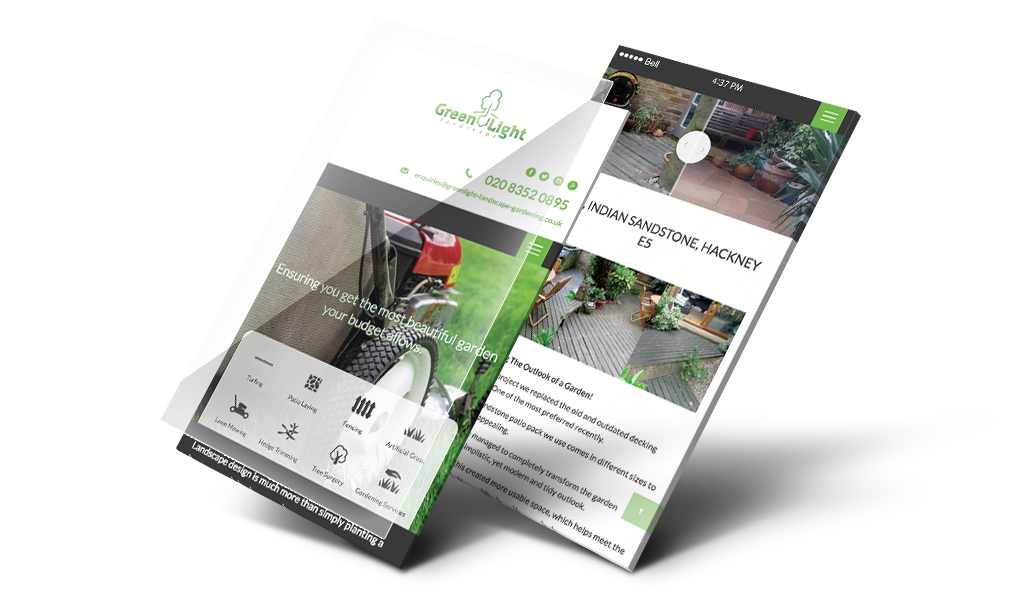 Green Light
landscape
020 8352 0895
enquiries@greenlight-landscape-gardening.co.uk
Ensuring you get the most beautiful garden
your budget allows.
Turfing
Patio Laying
Fencing
Artificial Grass
Lawn Mowing
Hedge Trimming
Tree Surgery
Gardening Services
Landscape design is much more than simply planting a
Bell
4:37 PM
, INDIAN SANDSTONE, HACKNEY
E5
The Outlook of a Garden!
project we replaced the old and outdated decking
One of the most preferred recently.
patio pack we use comes in different sizes to
appealing.
managed to completely transform the garden
yet modern and tidy outlook.
this created more usable space, which helps meet the